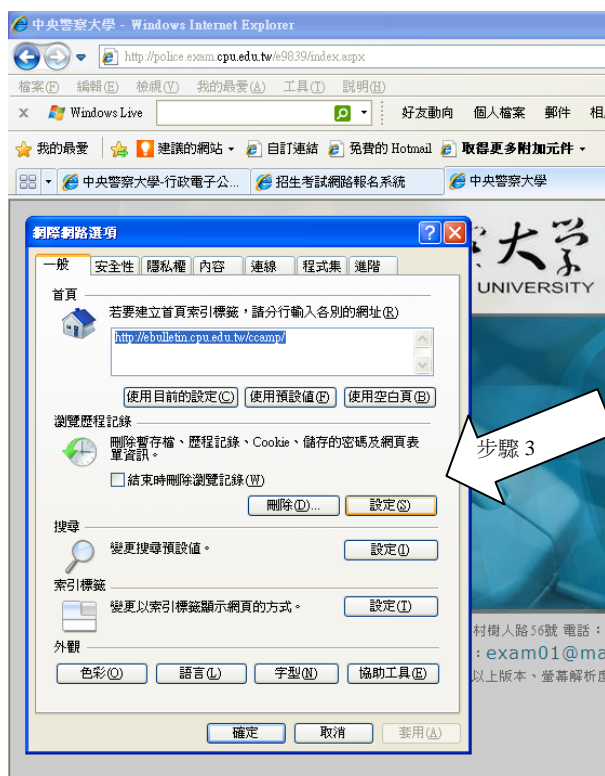 中央警察大學 - Windows Internet Explorer
http://police.exam.cpu.edu.tw/e9839/index.aspx
檔案(F) 編輯(E) 檢視(V) 我的最愛(A) 工具(T) 說明(H)
x Windows Live 好友動向 個人檔案 郵件 相
我的最愛 建議的網站 自訂連結 免費的 Hotmail 取得更多附加元件
中央警察大學-行政電子公... 招生考試網路報名系統 中央警察大學
網際網路選項
大學
UNIVERSITY
一般 安全性 隱私權 內容 連線 程式集 進階
首頁
若要建立首頁索引標籤，請分行輸入各別的網址(R)
http://ebulletin.cpu.edu.tw/ccamp/
使用目前的設定(C) 使用預設值(F) 使用空白頁(B)
瀏覽歷程記錄
刪除暫存檔、歷程記錄、Cookie、儲存的密碼及網頁表
單資訊。
結束時刪除瀏覽記錄(W)
刪除(D)... 設定(S)
步驟 3
搜尋
變更搜尋預設值。 設定(I)
索引標籤
變更以索引標籤顯示網頁的方式。 設定(T)
外觀
色彩(O) 語言(L) 字型(N) 協助工具(E)
村樹人路56號 電話：
：exam01@ma
以上版本、螢幕解析度
確定 取消 套用(A)